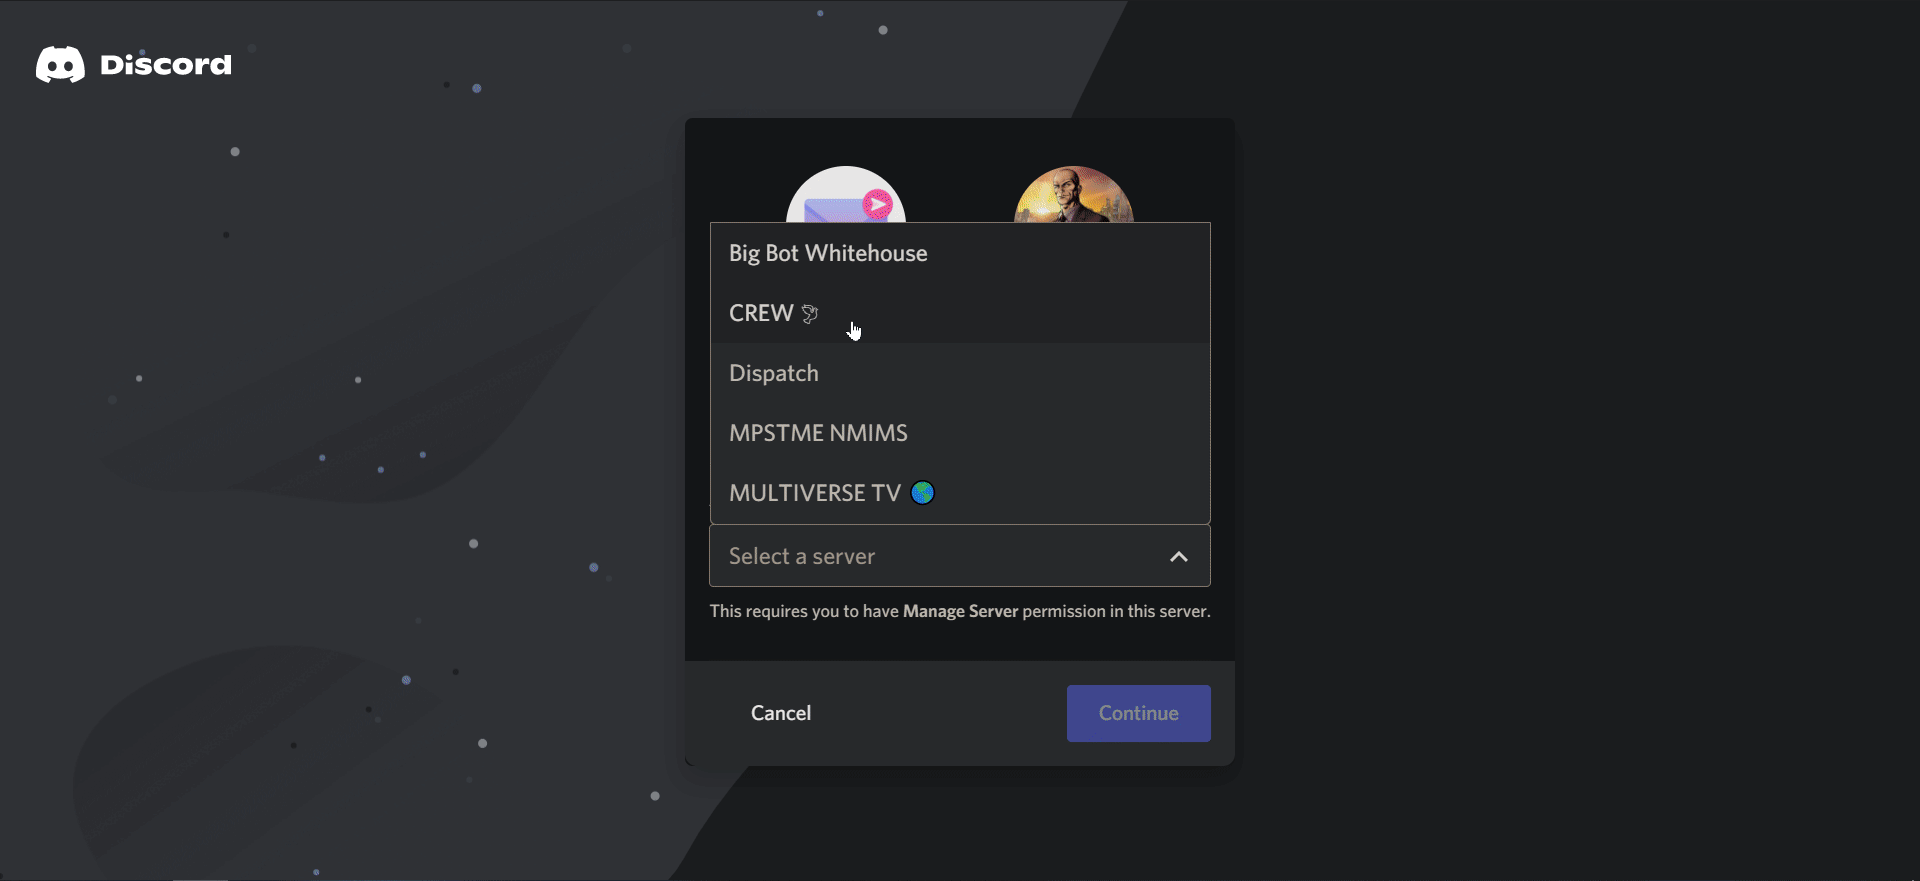 Discord
Big Bot Whitehouse
CREW 🕊
Dispatch
MPSTME NMIMS
MULTIVERSE TV 🌎
Select a server
This requires you to have Manage Server permission in this server.
Cancel
Continue